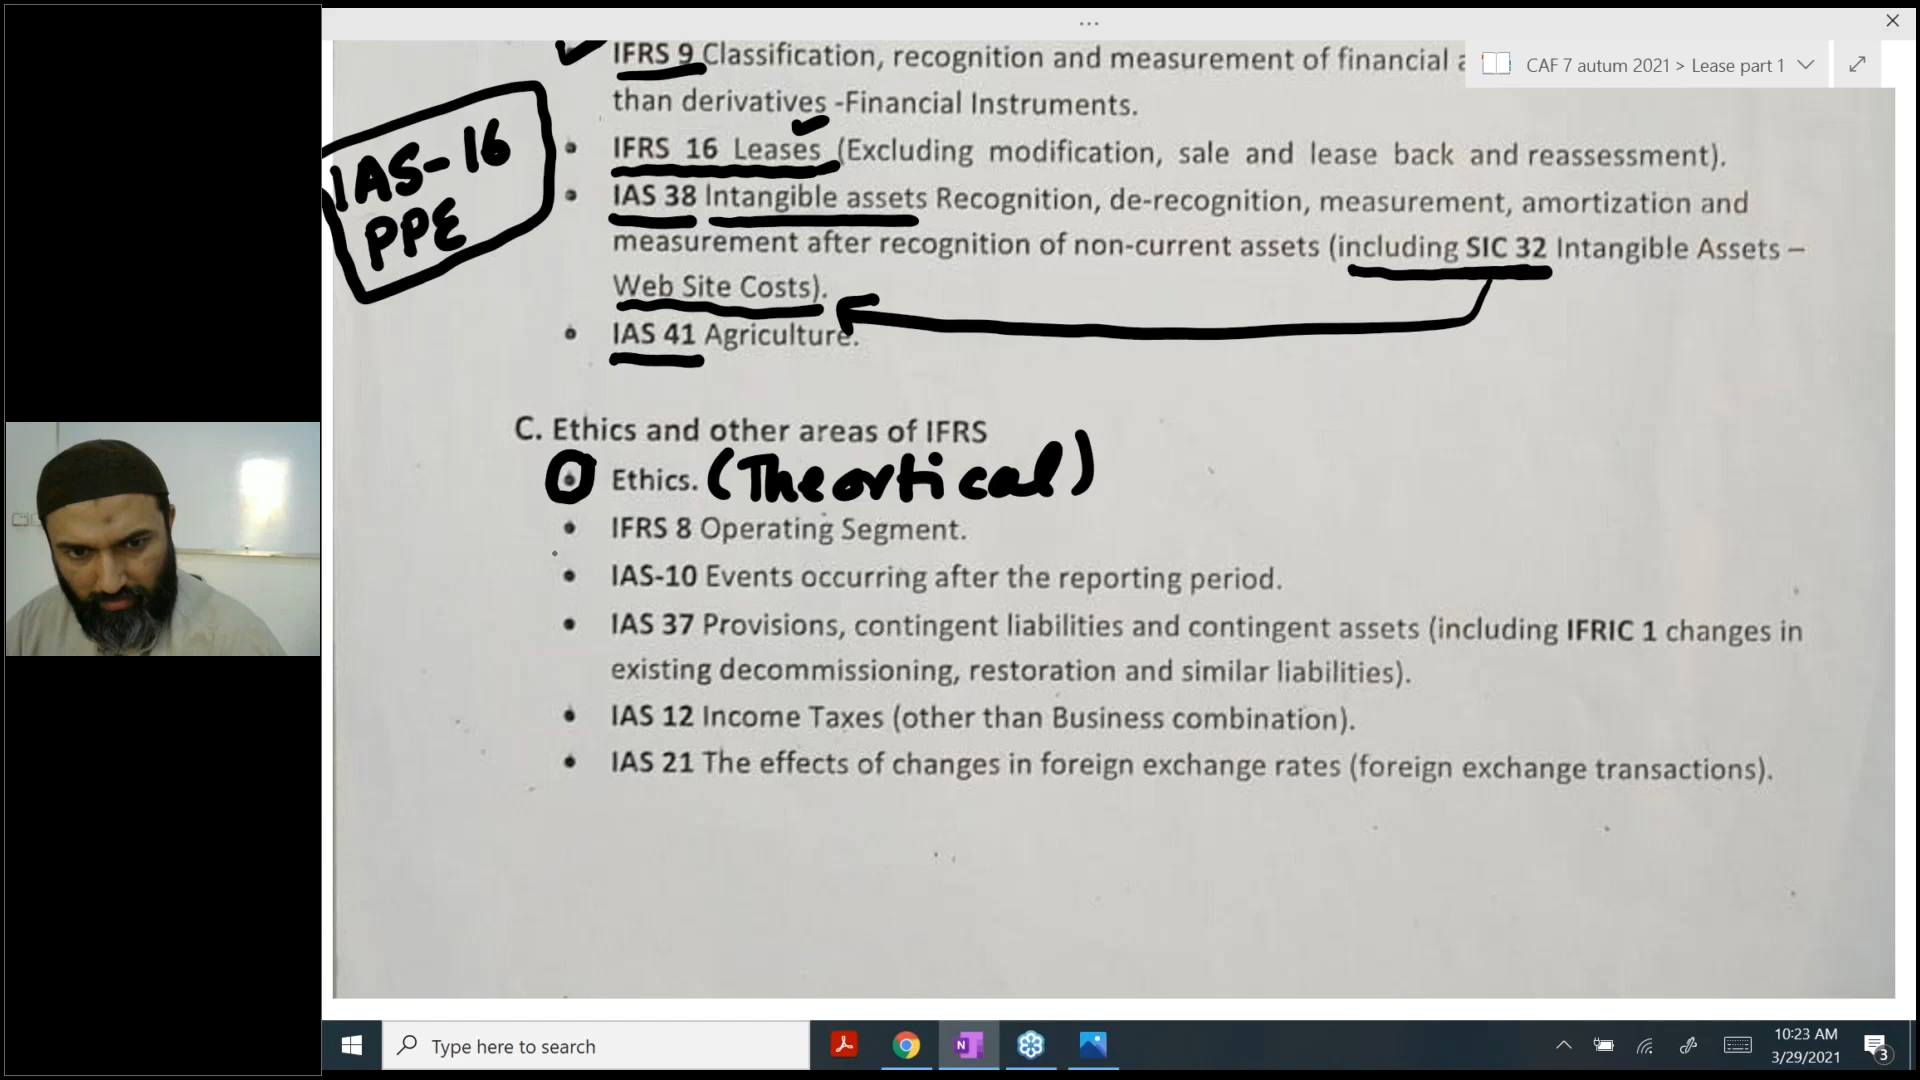 ...
IFRS 9 Classification, recognition and measurement of financial
CAF 7 autum 2021 > Lease part 1
than derivatives -Financial Instruments.
IAS-16
PPE
• IFRS 16 Leases (Excluding modification, sale and lease back and reassessment).
• IAS 38 Intangible assets Recognition, de-recognition, measurement, amortization and
measurement after recognition of non-current assets (including SIC 32 Intangible Assets –
Web Site Costs).
• IAS 41 Agriculture.
C. Ethics and other areas of IFRS
• Ethics. (Theortical)
• IFRS 8 Operating Segment.
• IAS-10 Events occurring after the reporting period.
• IAS 37 Provisions, contingent liabilities and contingent assets (including IFRIC 1 changes in
existing decommissioning, restoration and similar liabilities).
• IAS 12 Income Taxes (other than Business combination).
• IAS 21 The effects of changes in foreign exchange rates (foreign exchange transactions).
Type here to search
N
10:23 AM
3/29/2021
3